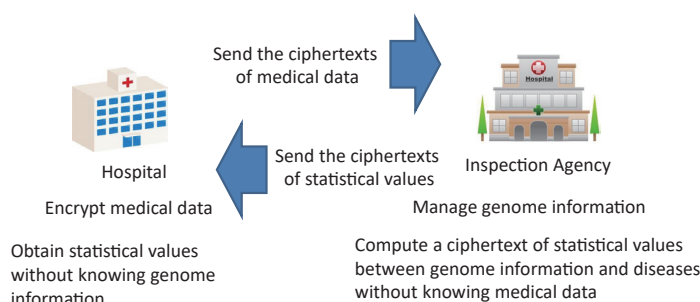 Send the ciphertexts
of medical data
Hospital
Send the ciphertexts
of statistical values
Hospital
Inspection Agency
Encrypt medical data
Manage genome information
Obtain statistical values
without knowing genome
information
Compute a ciphertext of statistical values
between genome information and diseases
without knowing medical data